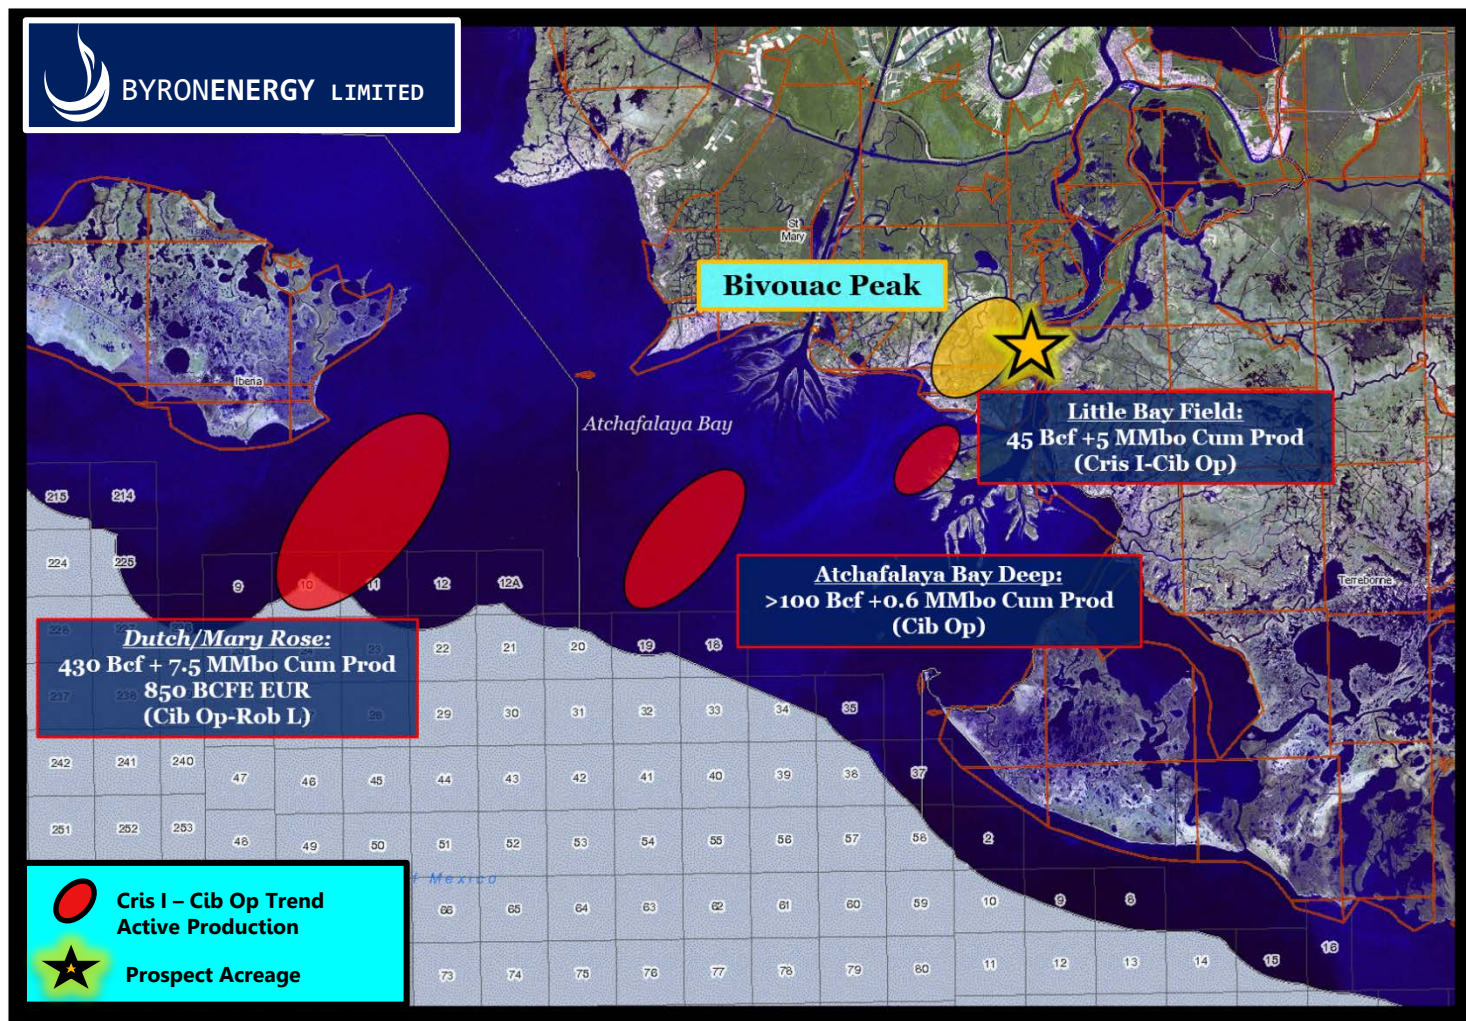 BYRONENERGY LIMITED
St
Mary
Bivouac Peak
Iberia
Atchafalaya Bay
Little Bay Field:
45 Bcf +5 MMbo Cum Prod
(Cris I-Cib Op)
215 214
224 225
9 10 11 12 12A
Atchafalaya Bay Deep:
>100 Bcf +0.6 MMbo Cum Prod
(Cib Op)
Terrebonne
Dutch/Mary Rose:
430 Bcf + 7.5 MMbo Cum Prod
850 BCFE EUR
(Cib Op-Rob L)
22 21 20 19 18
29 30 31 32 33 34 35
242 241 240 47 46 45 44 43 42 41 40 39 38 37
251 252 253 48 49 50 51 52 53 54 55 56 57 58 2
Mexico
66 65 64 63 62 61 60 59 10 9 8
73 74 75 76 77 78 79 80 11 12 13 14 15 16
Cris I – Cib Op Trend
Active Production
Prospect Acreage